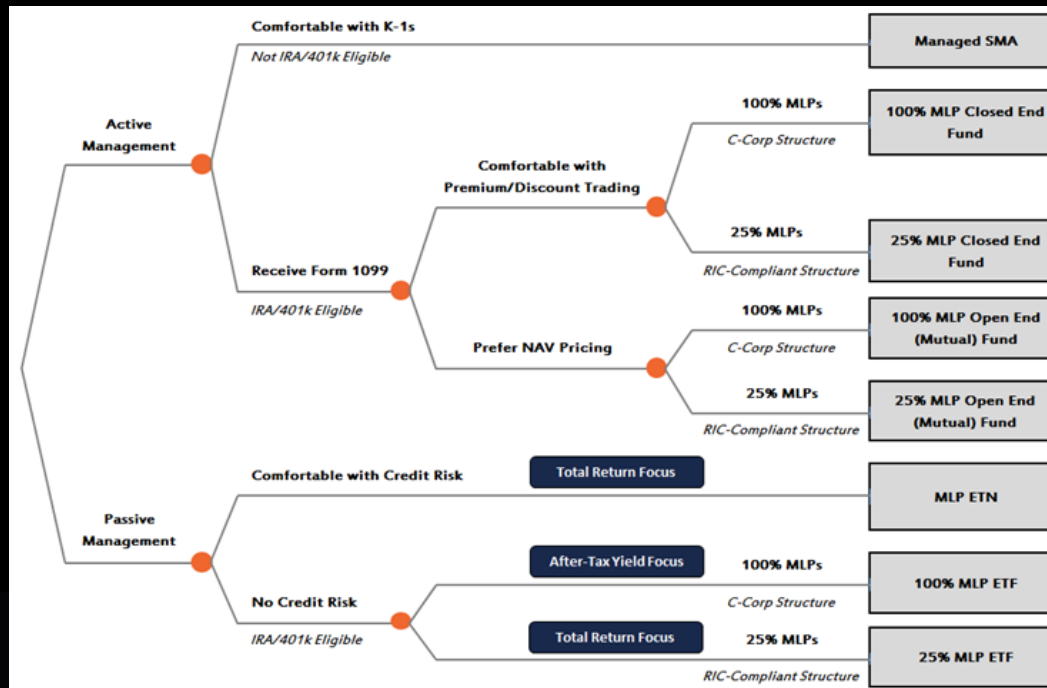 Comfortable with K-1s
Not IRA/401k Eligible
Managed SMA
Active
Management
100% MLPs
C-Corp Structure
100% MLP Closed End
Fund
Comfortable with
Premium/Discount Trading
25% MLPs
RIC-Compliant Structure
25% MLP Closed End
Fund
Receive Form 1099
IRA/401k Eligible
100% MLPs
C-Corp Structure
100% MLP Open End
(Mutual) Fund
Prefer NAV Pricing
25% MLPs
RIC-Compliant Structure
25% MLP Open End
(Mutual) Fund
Comfortable with Credit Risk
Total Return Focus
MLP ETN
Passive
Management
After-Tax Yield Focus
100% MLPs
C-Corp Structure
100% MLP ETF
No Credit Risk
IRA/401k Eligible
Total Return Focus
25% MLPs
RIC-Compliant Structure
25% MLP ETF